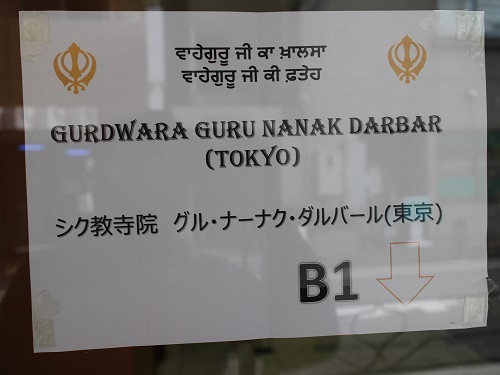 ਵਾਹੇਗੁਰੂ ਜੀ ਕਾ ਖ਼ਾਲਸਾ
ਵਾਹੇਗੁਰੂ ਜੀ ਕੀ ਫ਼ਤੇਹ
GURDWARA GURU NANAK DARBAR
(TOKYO)
シク教寺院 グル・ナーナク・ダルバール(東京)
B1